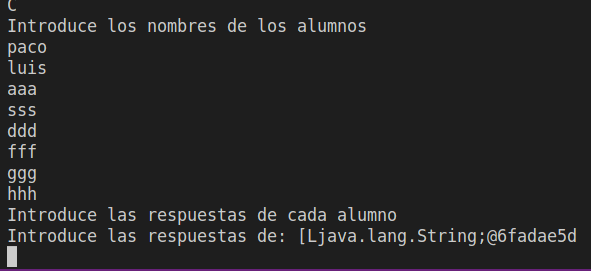 C
Introduce los nombres de los alumnos
paco
luis
aaa
sss
ddd
fff
ggg
hhh
Introduce las respuestas de cada alumno
Introduce las respuestas de: [Ljava.lang.String;@6fadae5d